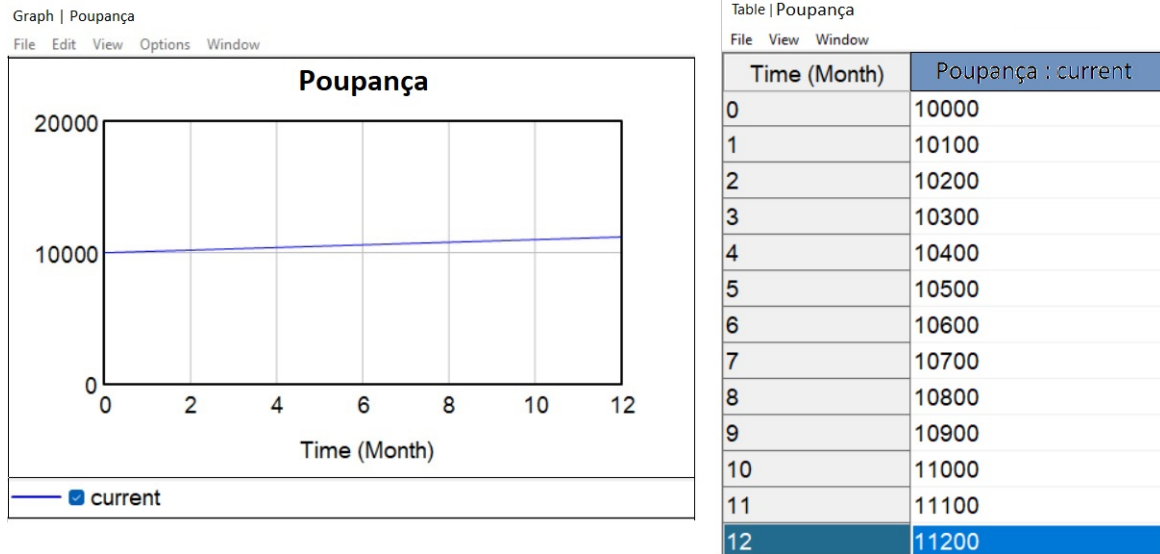 Graph | Poupança
File Edit View Options Window
Poupança
20000
10000
0
0 2 4 6 8 10 12
Time (Month)
current
Table | Poupança
File View Window
Time (Month) Poupança : current
0 10000
1 10100
2 10200
3 10300
4 10400
5 10500
6 10600
7 10700
8 10800
9 10900
10 11000
11 11100
12 11200